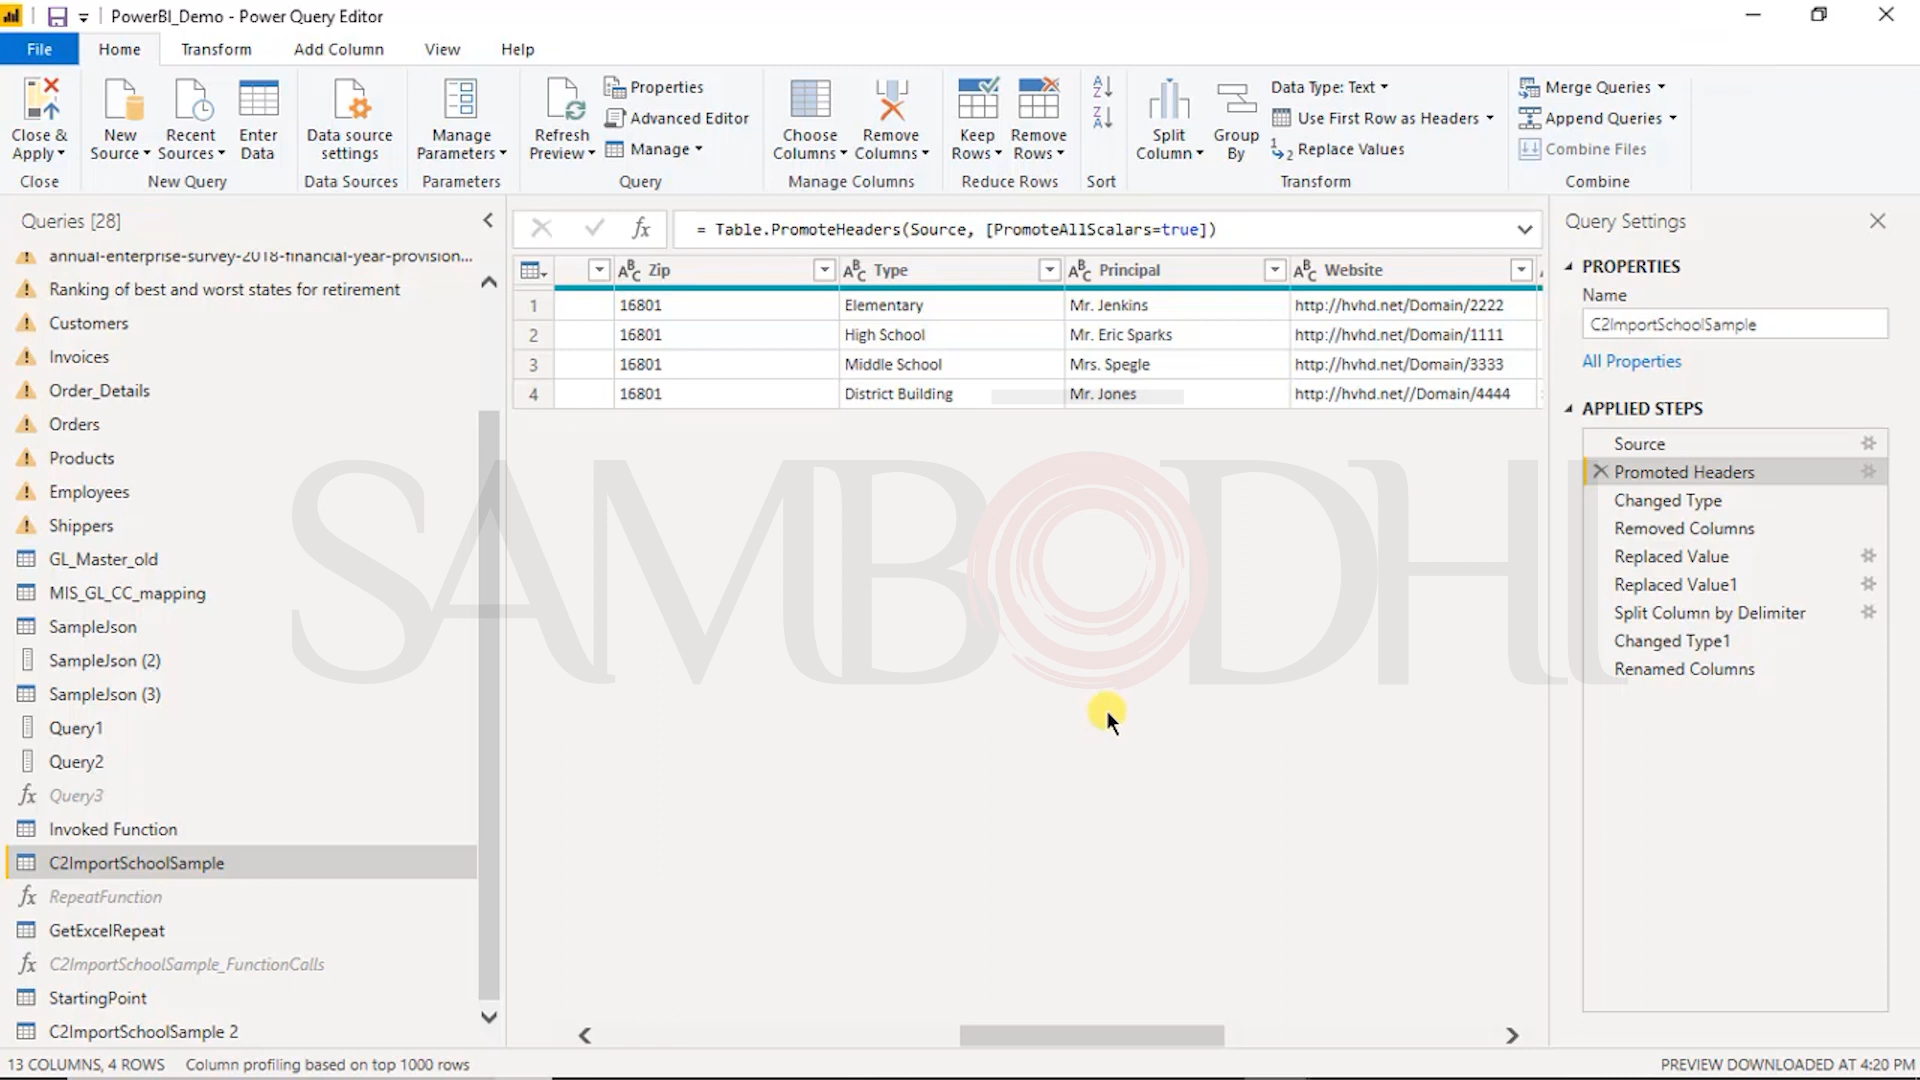 PowerBI_Demo - Power Query Editor
File Home Transform Add Column View Help
Close & Apply
New Source
Recent Sources
Enter Data
Data source settings
Manage Parameters
Refresh Preview
Properties
Advanced Editor
Manage
Choose Columns
Remove Columns
Keep Rows
Remove Rows
Split Column
Group By
Data Type: Text
Use First Row as Headers
Replace Values
Merge Queries
Append Queries
Combine Files
Close New Query Data Sources Parameters Query Manage Columns Reduce Rows Sort Transform Combine
Queries [28]
annual-enterprise-survey-2018-financial-year-provision...
Ranking of best and worst states for retirement
Customers
Invoices
Order_Details
Orders
Products
Employees
Shippers
GL_Master_old
MIS_GL_CC_mapping
SampleJson
SampleJson (2)
SampleJson (3)
Query1
Query2
fx Query3
Invoked Function
C2ImportSchoolSample
fx RepeatFunction
GetExcelRepeat
fx C2ImportSchoolSample_FunctionCalls
StartingPoint
C2ImportSchoolSample 2
fx = Table.PromoteHeaders(Source, [PromoteAllScalars=true])
ABC Zip ABC Type ABC Principal ABC Website
1 16801 Elementary Mr. Jenkins http://hvhd.net/Domain/2222
2 16801 High School Mr. Eric Sparks http://hvhd.net/Domain/1111
3 16801 Middle School Mrs. Spegle http://hvhd.net/Domain/3333
4 16801 District Building Mr. Jones http://hvhd.net//Domain/4444
SAMBODHI
Query Settings
PROPERTIES
Name
C2ImportSchoolSample
All Properties
APPLIED STEPS
Source
Promoted Headers
Changed Type
Removed Columns
Replaced Value
Replaced Value1
Split Column by Delimiter
Changed Type1
Renamed Columns
13 COLUMNS, 4 ROWS Column profiling based on top 1000 rows
PREVIEW DOWNLOADED AT 4:20 PM